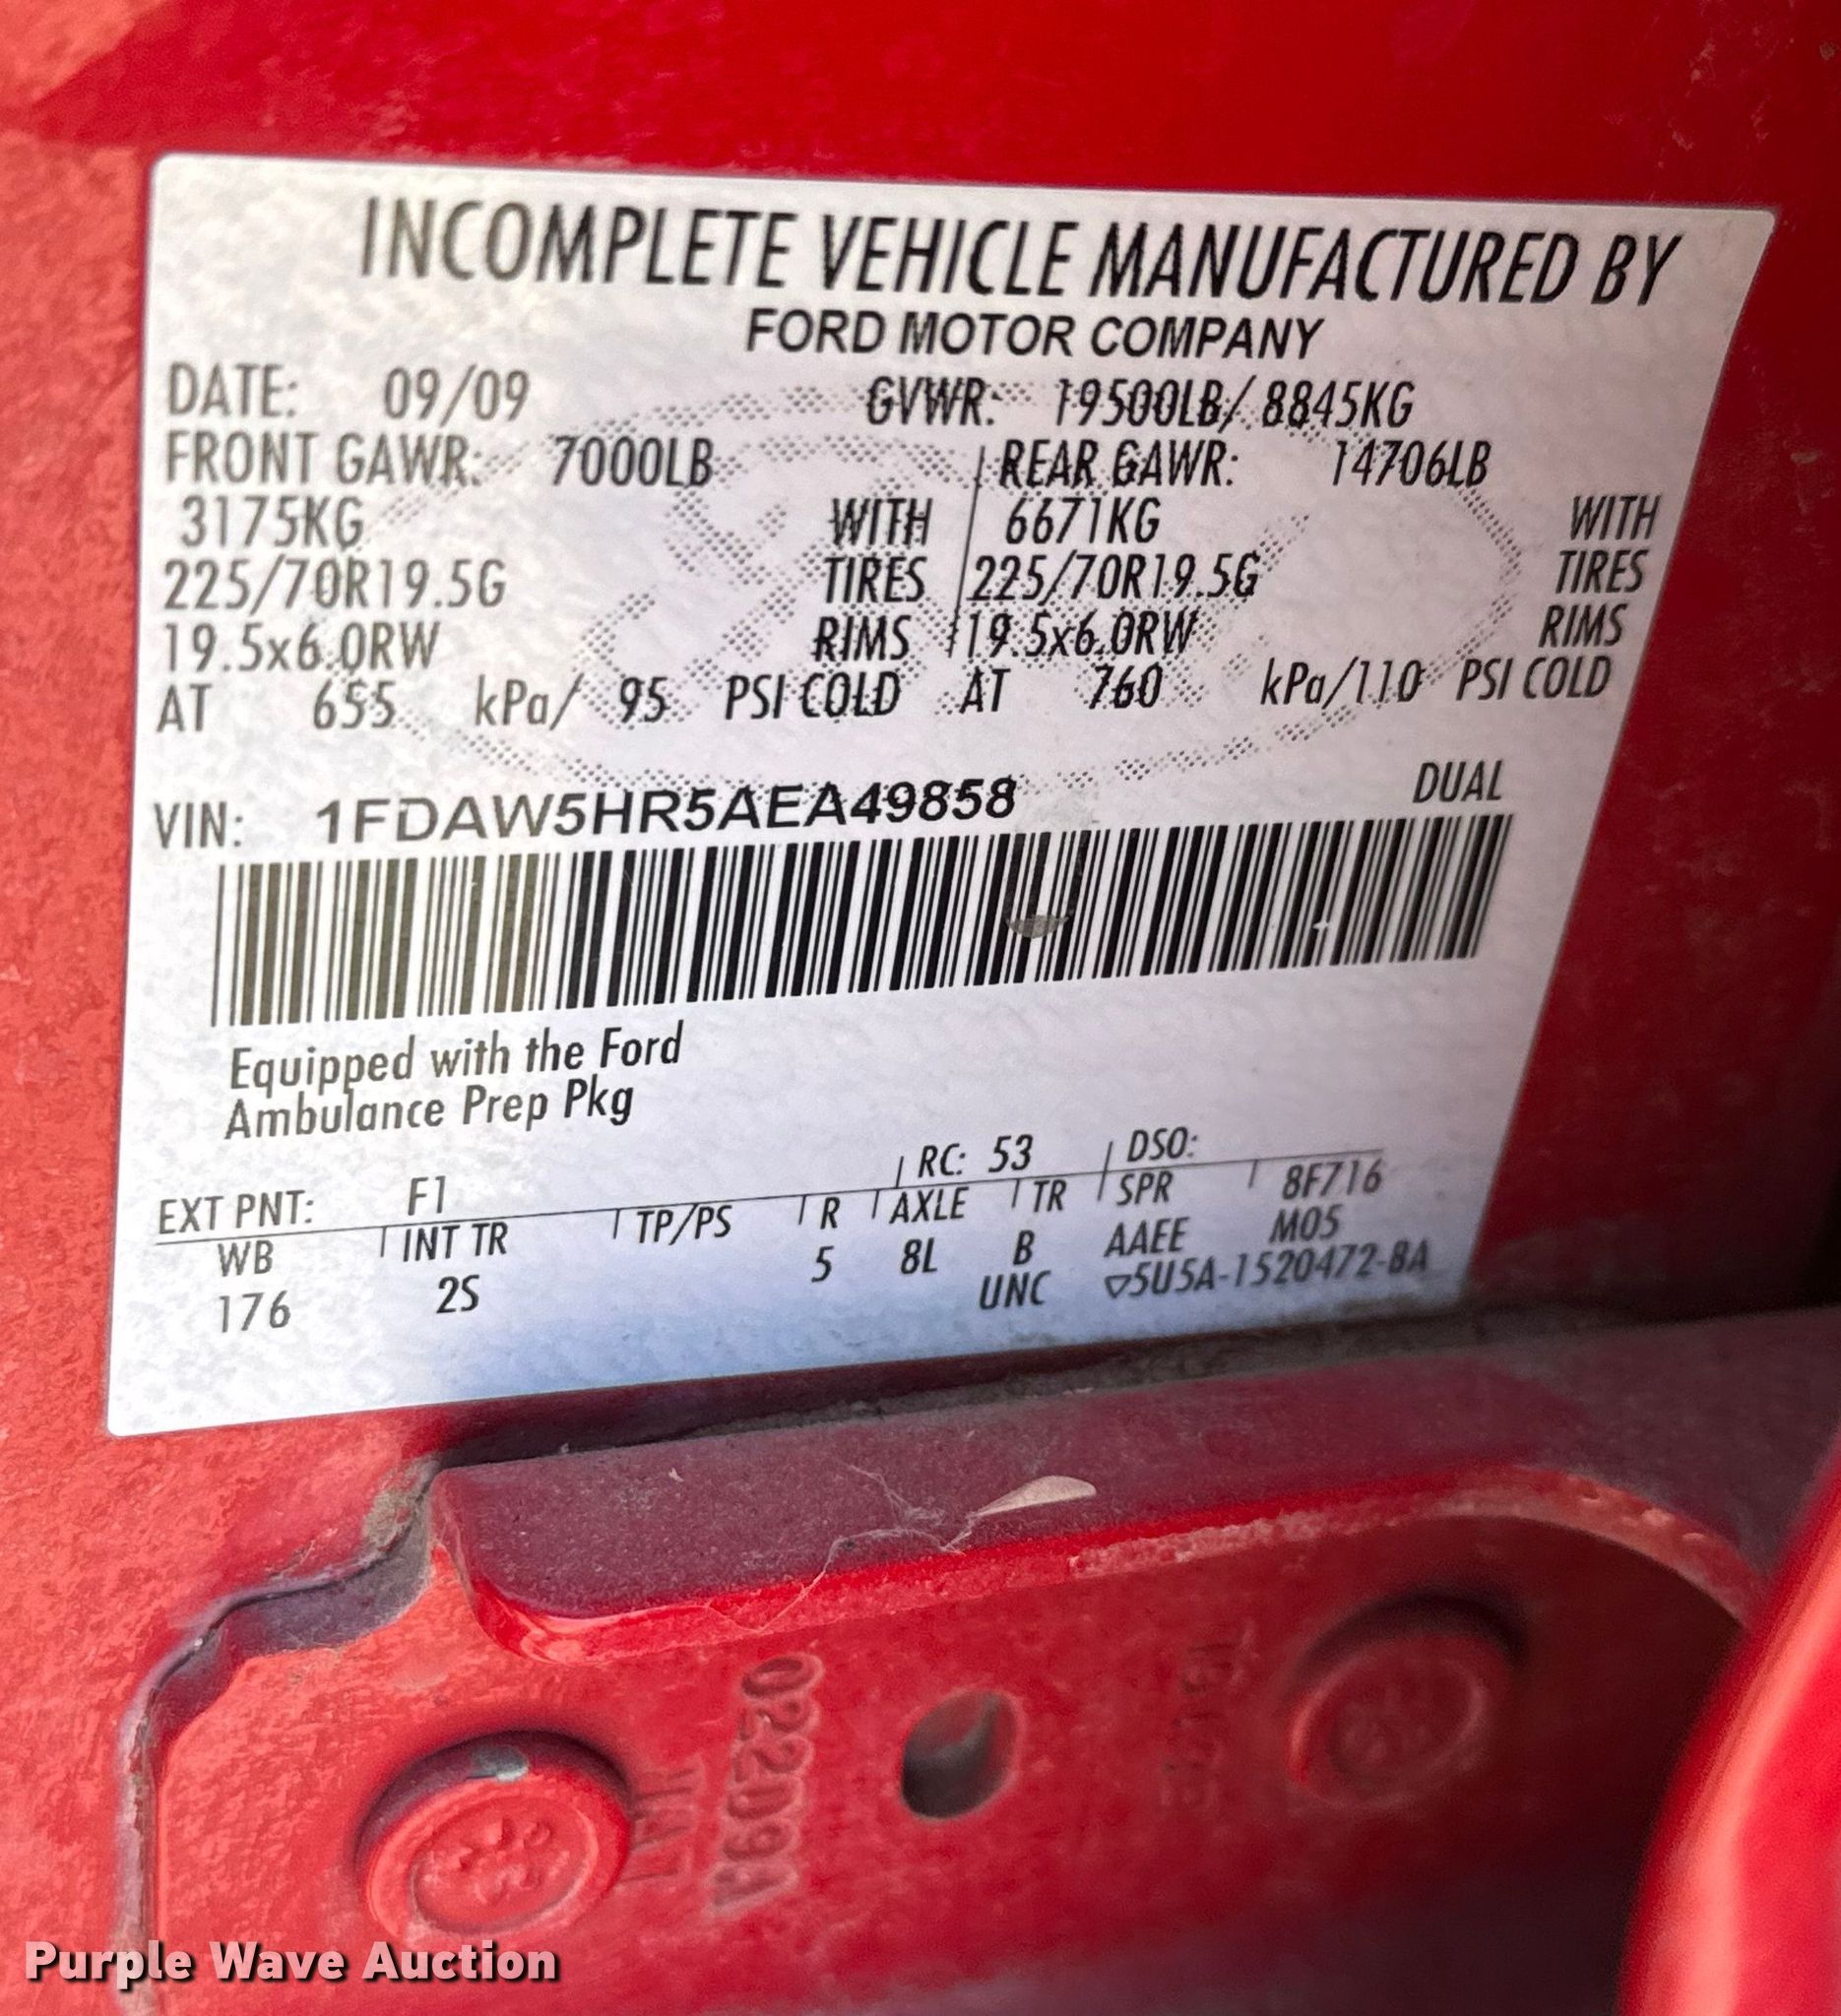 INCOMPLETE VEHICLE MANUFACTURED BY
FORD MOTOR COMPANY
DATE: 09/09 GVWR: 19500LB/ 8845KG
FRONT GAWR: 7000LB REAR GAWR: 14706LB
3175KG WITH 6671KG WITH
225/70R19.5G TIRES 225/70R19.5G TIRES
19.5x6.0RW RIMS 19.5x6.0RW RIMS
AT 655 kPa/ 95 PSI COLD AT 760 kPa/110 PSI COLD
VIN: 1FDAW5HR5AEA49858 DUAL
Equipped with the Ford
Ambulance Prep Pkg
EXT PNT: F1 RC: 53 DSO:
WB INT TR TP/PS R AXLE TR SPR 8F716
176 2S 5 8L B AAEE M05
UNC ▽5U5A-1520472-BA
Purple Wave Auction